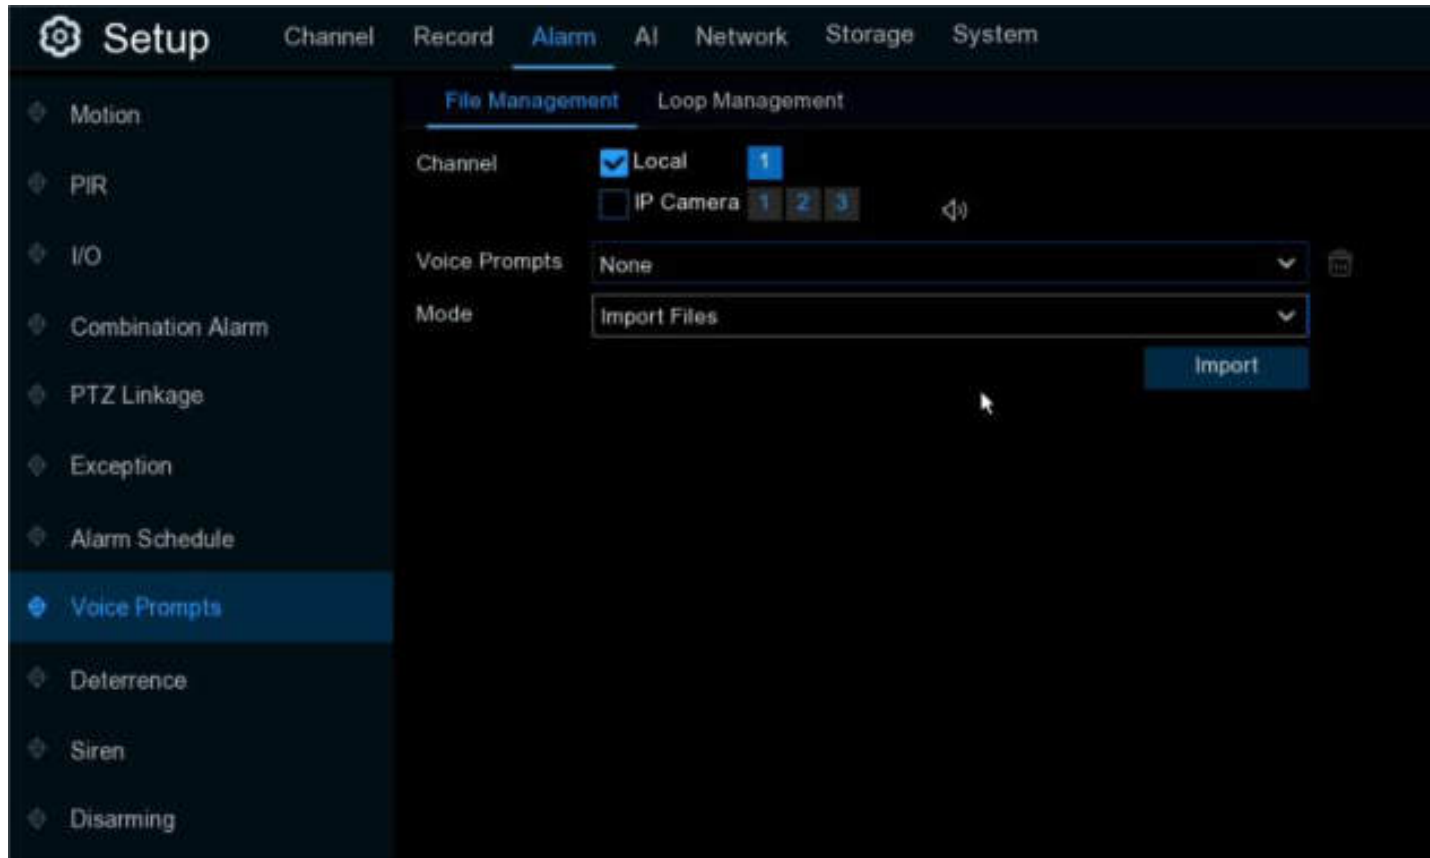 Setup Channel Record Alarm AI Network Storage System
File Management Loop Management
Motion
PIR
I/O
Combination Alarm
PTZ Linkage
Exception
Alarm Schedule
Voice Prompts
Deterrence
Siren
Disarming
Channel Local 1
IP Camera 1 2 3
Voice Prompts None
Mode Import Files
Import